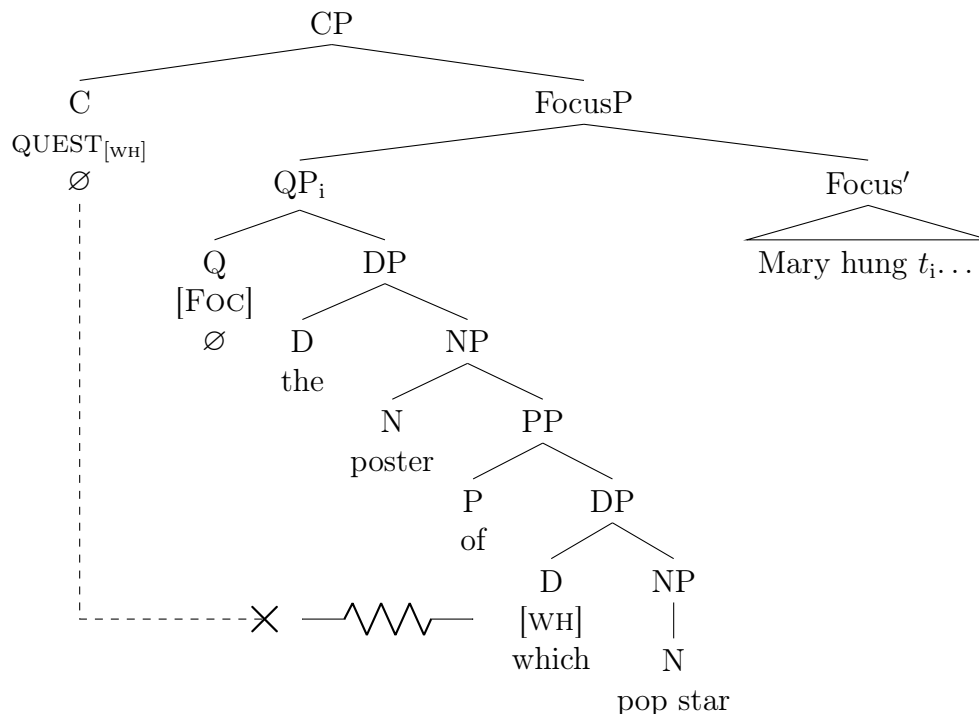 CP
C FocusP
QUEST[WH]
∅ QPi Focus′
Q DP Mary hung ti…
[FOC]
∅ D NP
the
N PP
poster
P DP
of
D NP
[WH]
which N
pop star